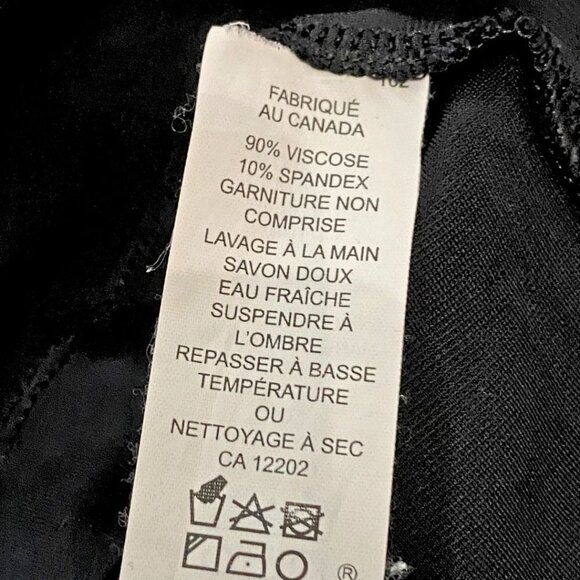 102
FABRIQUÉ
AU CANADA
90% VISCOSE
10% SPANDEX
GARNITURE NON
COMPRISE
LAVAGE À LA MAIN
SAVON DOUX
EAU FRAÎCHE
SUSPENDRE À
L'OMBRE
REPASSER À BASSE
TEMPÉRATURE
OU
NETTOYAGE À SEC
CA 12202
®